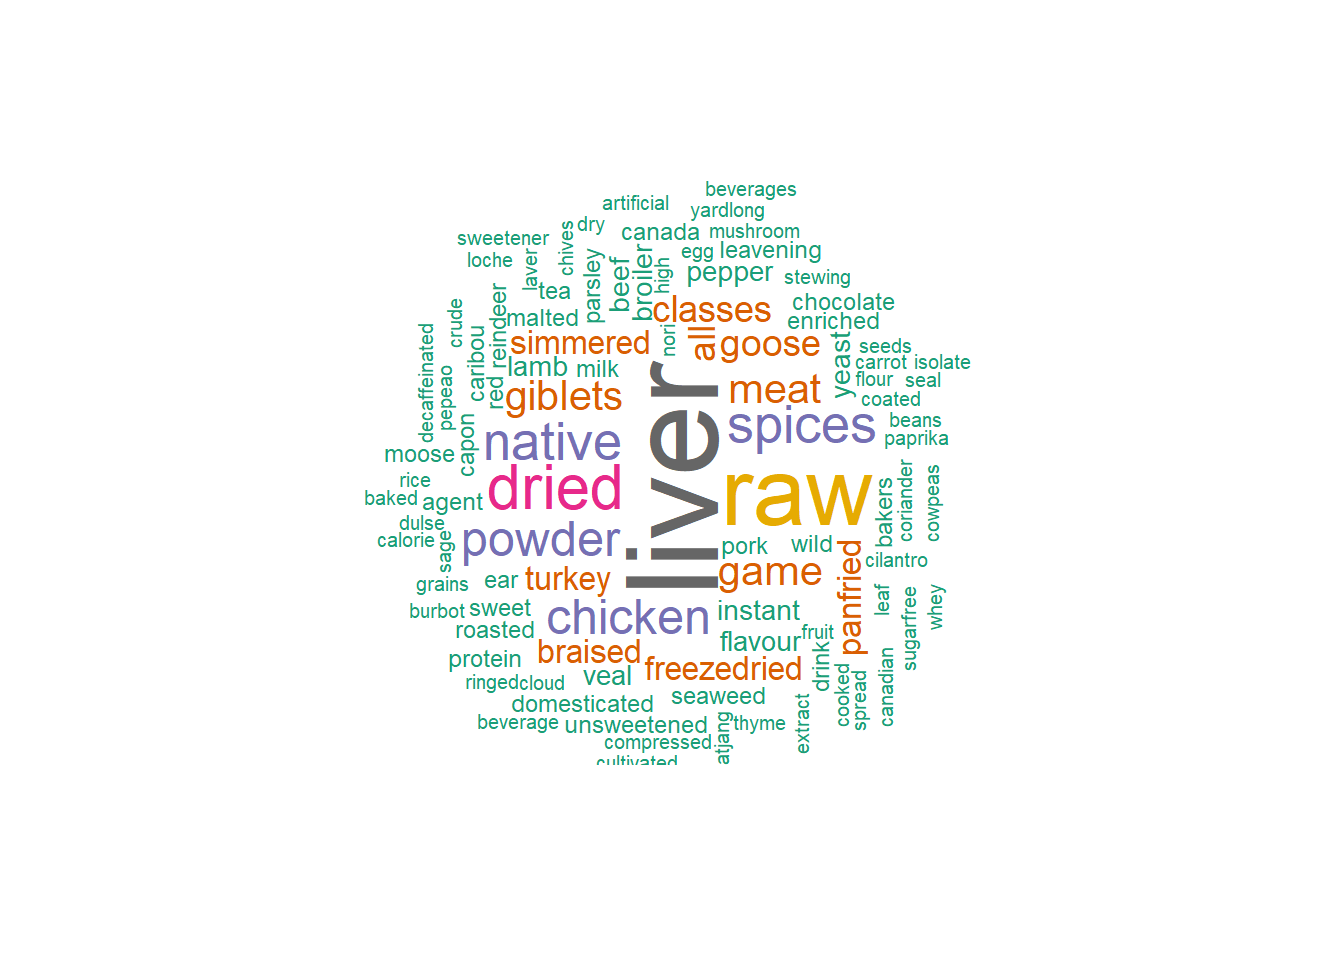 beverages
artificial
yardlong
dry
canada
mushroom
sweetener
chives
egg
leavening
loche
laver
parsley
beef
broiler
high
pepper
stewing
tea
classes
chocolate
malted
enriched
crude
reindeer
simmered
nori
all
goose
yeast
seeds
caribou
lamb
milk
carrot
isolate
decaffeinated
pepeao
red
giblets
liver
meat
flour
seal
coated
capon
native
spices
beans
paprika
moose
rice
dried
raw
baked
agent
bakers
coriander
cowpeas
dulse
calorie
sage
powder
pork
wild
panfried
cilantro
grains
ear
turkey
game
leaf
sugarfree
whey
burbot
sweet
chicken
instant
roasted
flavour
fruit
protein
braised
freezedried
drink
cooked
spread
canadian
ringed
cloud
veal
domesticated
seaweed
beverage
unsweetened
atjang
thyme
extract
compressed
cultivated